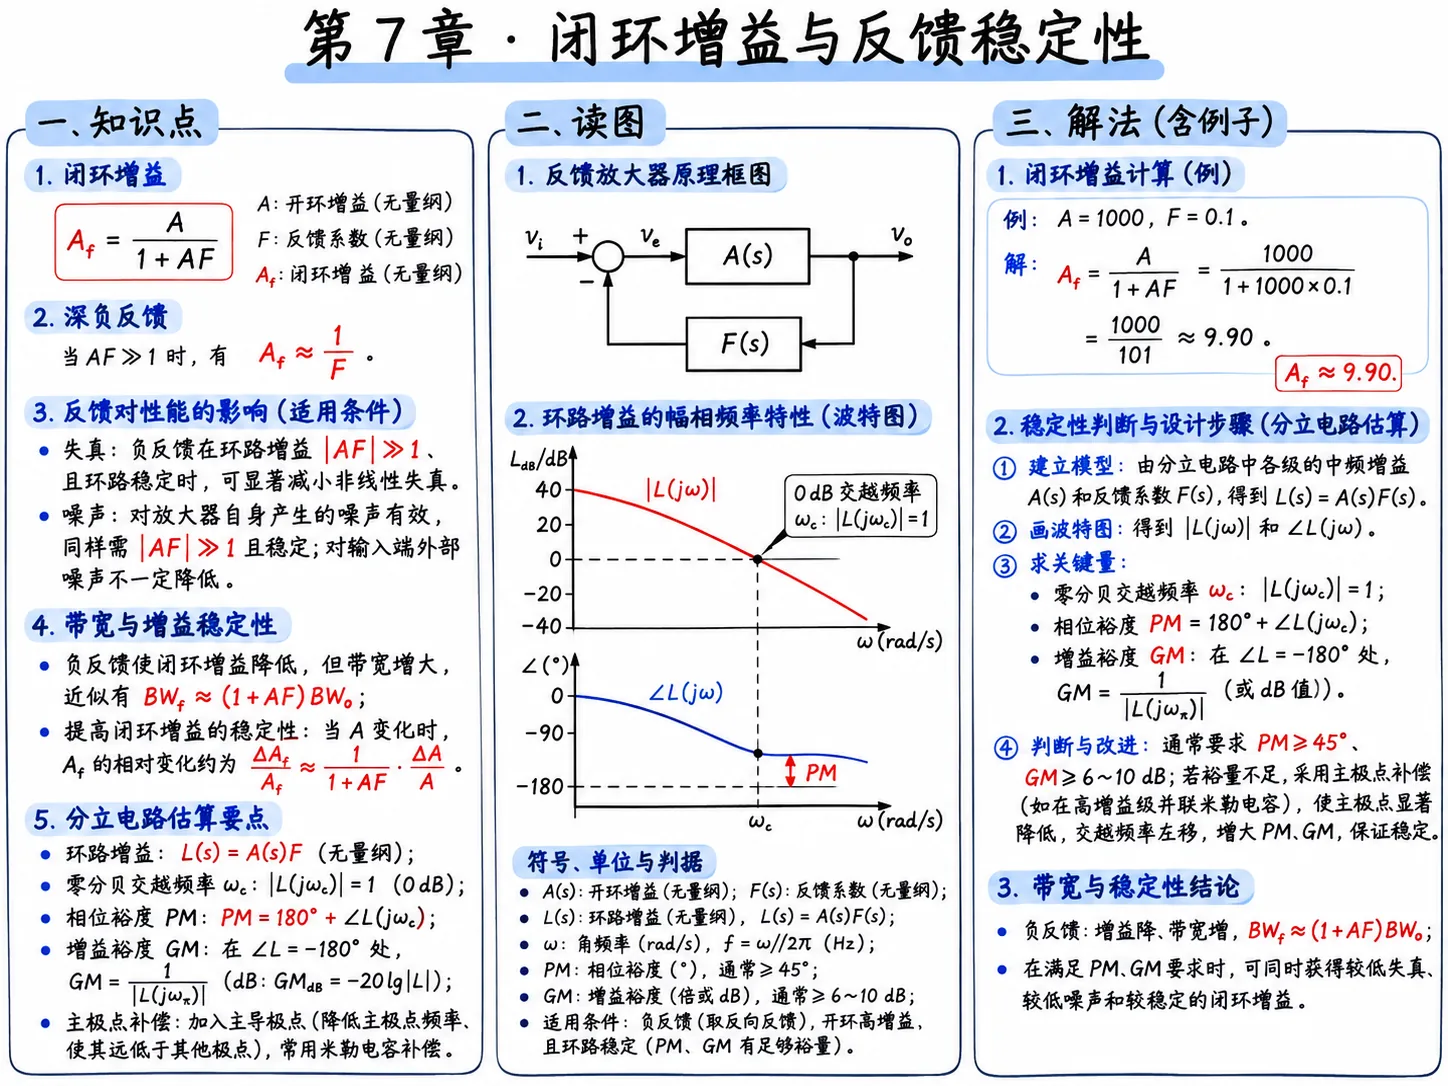 第 7 章 · 闭环增益与反馈稳定性
一、知识点
1. 闭环增益
A_f = A / (1 + AF)
A: 开环增益 (无量纲)
F: 反馈系数 (无量纲)
A_f: 闭环增益 (无量纲)
2. 深负反馈
当 AF ≫ 1 时, 有 A_f ≈ 1/F 。
3. 反馈对性能的影响 (适用条件)
• 失真: 负反馈在环路增益 |AF| ≫ 1、
且环路稳定时, 可显著减小非线性失真。
• 噪声: 对放大器自身产生的噪声有效,
同样需 |AF| ≫ 1 且稳定; 对输入端外部
噪声不一定降低。
4. 带宽与增益稳定性
• 负反馈使闭环增益降低, 但带宽增大,
近似有 BW_f ≈ (1 + AF) BW_o;
• 提高闭环增益的稳定性: 当 A 变化时,
A_f 的相对变化约为 ΔA_f / A_f ≈ 1 / (1 + AF) · ΔA / A 。
5. 分立电路估算要点
• 环路增益: L(s) = A(s)F (无量纲);
• 零分贝交越频率 ω_c: |L(jω_c)| = 1 (0 dB);
• 相位裕度 PM: PM = 180° + ∠L(jω_c);
• 增益裕度 GM: 在 ∠L = −180° 处,
GM = 1 / |L(jω_π)| (dB: GM_dB = −20 lg|L|);
• 主极点补偿: 加入主导极点 (降低主极点频率、
使其远低于其他极点), 常用米勒电容补偿。
二、读图
1. 反馈放大器原理框图
v_i + − v_e A(s) v_o
F(s)
2. 环路增益的幅相频率特性 (波特图)
L_dB/dB
|L(jω)|
0 dB 交越频率
ω_c: |L(jω_c)| = 1
40
20
0
−20
−40
ω (rad/s)
∠(°)
∠L(jω)
0
−90
−180
PM
ω_c
ω (rad/s)
符号、单位与判据
• A(s): 开环增益 (无量纲); F(s): 反馈系数 (无量纲);
• L(s): 环路增益 (无量纲), L(s) = A(s)F(s);
• ω: 角频率 (rad/s), f = ω//2π (Hz);
• PM: 相位裕度 (°), 通常 ≥ 45°;
• GM: 增益裕度 (倍或 dB), 通常 ≥ 6~10 dB;
• 适用条件: 负反馈 (取反向反馈), 开环高增益,
且环路稳定 (PM、GM 有足够裕量)。
三、解法 (含例子)
1. 闭环增益计算 (例)
例: A = 1000, F = 0.1 。
解: A_f = A / (1 + AF) = 1000 / (1 + 1000 × 0.1)
= 1000 / 101 ≈ 9.90 。
A_f ≈ 9.90.
2. 稳定性判断与设计步骤 (分立电路估算)
① 建立模型: 由分立电路中各级的中频增益
A(s) 和反馈系数 F(s), 得到 L(s) = A(s)F(s)。
② 画波特图: 得到 |L(jω)| 和 ∠L(jω)。
③ 求关键量:
• 零分贝交越频率 ω_c: |L(jω_c)| = 1;
• 相位裕度 PM = 180° + ∠L(jω_c);
• 增益裕度 GM: 在 ∠L = −180° 处,
GM = 1 / |L(jω_π)| (或 dB 值))。
④ 判断与改进: 通常要求 PM ≥ 45°、
GM ≥ 6~10 dB; 若裕量不足, 采用主极点补偿
(如在高增益级并联米勒电容), 使主极点显著
降低, 交越频率左移, 增大 PM、GM, 保证稳定。
3. 带宽与稳定性结论
• 负反馈: 增益降、带宽增, BW_f ≈ (1 + AF) BW_o;
• 在满足 PM、GM 要求时, 可同时获得较低失真、
较低噪声和较稳定的闭环增益。